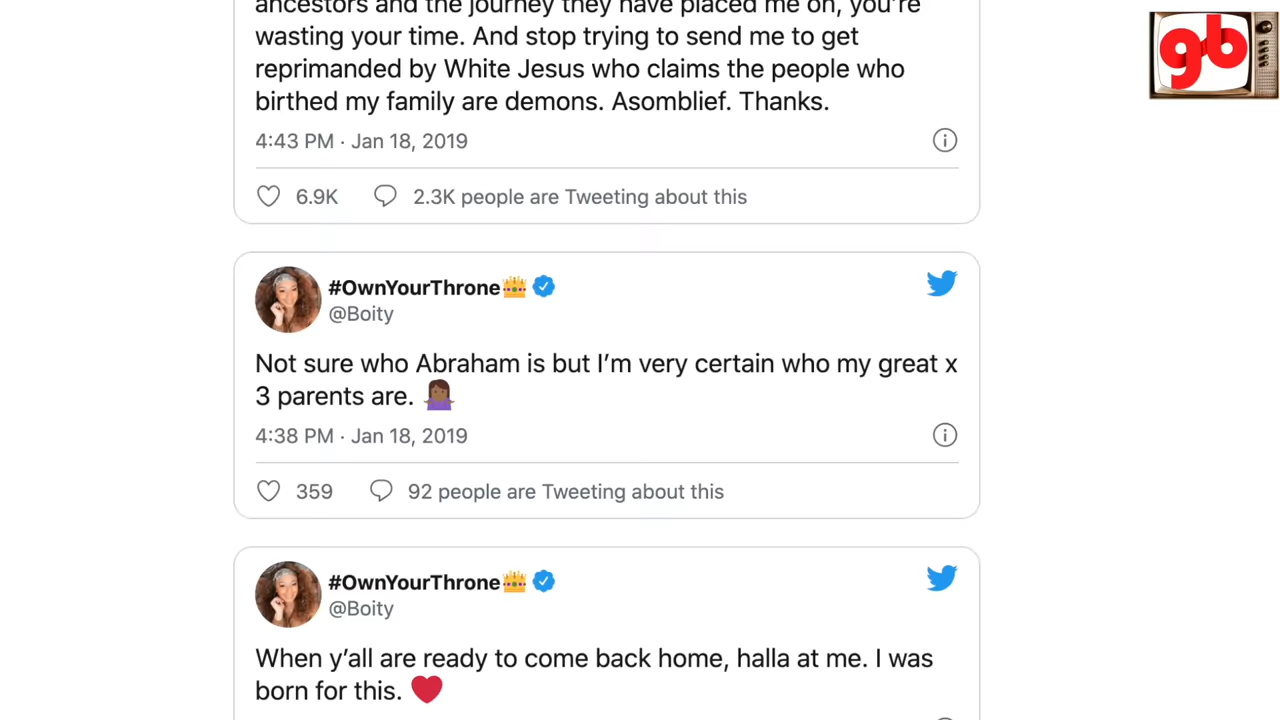 ancestors and the journey they have placed me on, you're
wasting your time. And stop trying to send me to get
reprimanded by White Jesus who claims the people who
birthed my family are demons. Asomblief. Thanks.
4:43 PM · Jan 18, 2019
6.9K 2.3K people are Tweeting about this
#OwnYourThrone👑
@Boity
Not sure who Abraham is but I’m very certain who my great x
3 parents are. 🤷🏾‍♀️
4:38 PM · Jan 18, 2019
359 92 people are Tweeting about this
#OwnYourThrone👑
@Boity
When y’all are ready to come back home, halla at me. I was
born for this. ❤️
gb